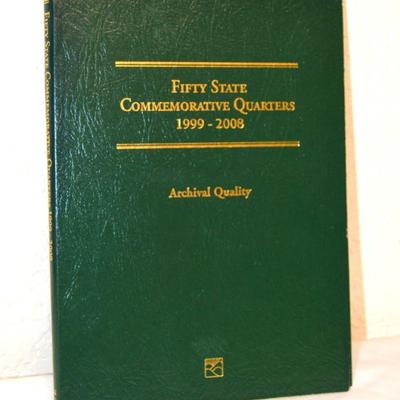 FIFTY STATE
COMMEMORATIVE QUARTERS
1999 - 2008
Archival Quality
FIFTY STATE COMMEMORATIVE QUARTERS 1999-2008